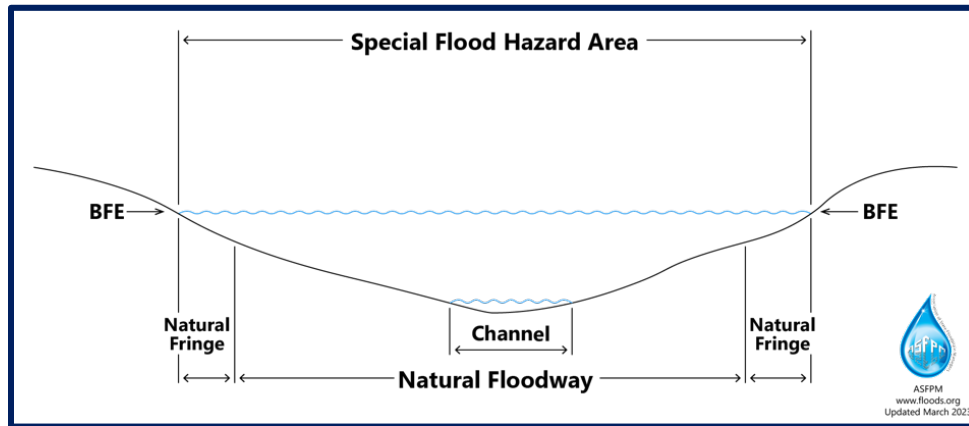 Special Flood Hazard Area
BFE
BFE
Natural
Fringe
Channel
Natural
Fringe
Natural Floodway
ASFPM
ASFPM
www.floods.org
Updated March 2023